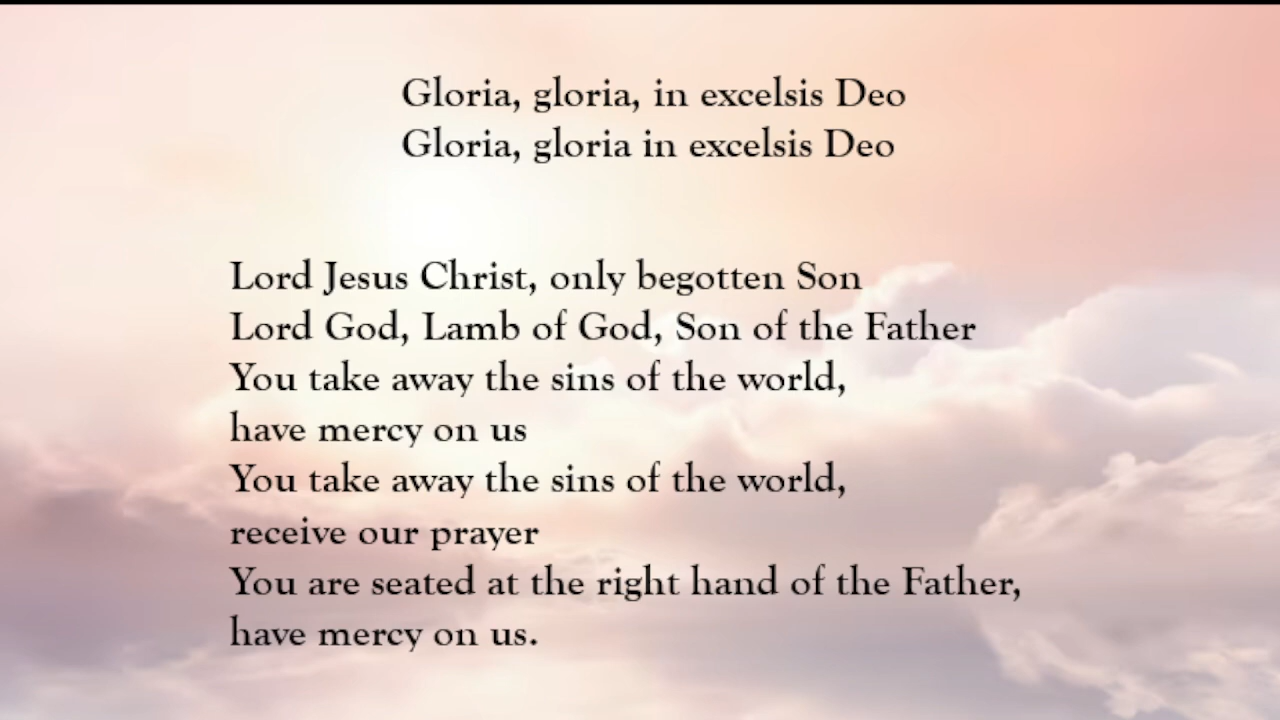 Gloria, gloria, in excelsis Deo
Gloria, gloria in excelsis Deo
Lord Jesus Christ, only begotten Son
Lord God, Lamb of God, Son of the Father
You take away the sins of the world,
have mercy on us
You take away the sins of the world,
receive our prayer
You are seated at the right hand of the Father,
have mercy on us.